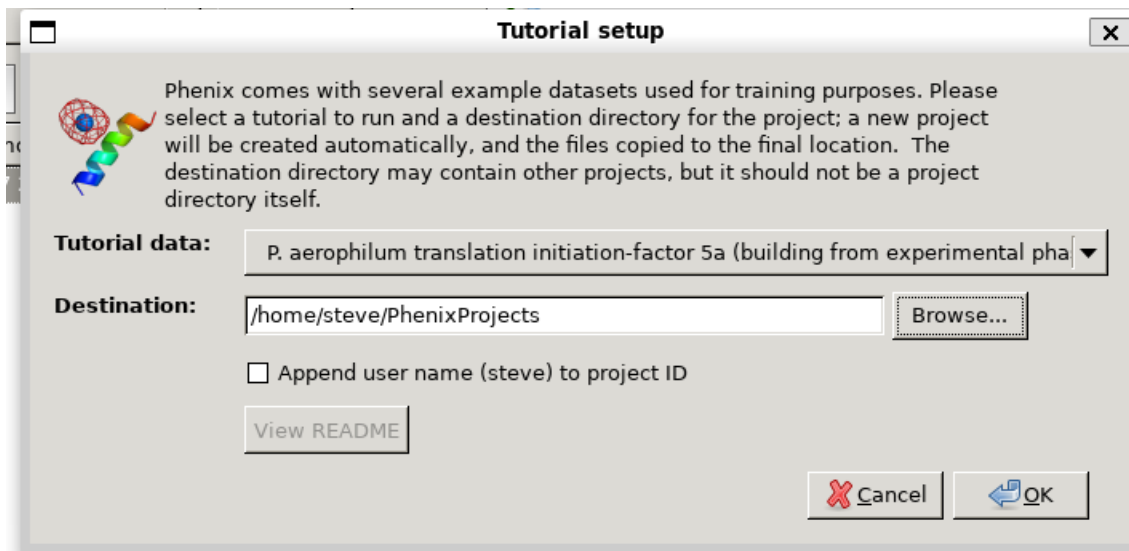 Tutorial setup
Phenix comes with several example datasets used for training purposes. Please
select a tutorial to run and a destination directory for the project; a new project
will be created automatically, and the files copied to the final location.  The
destination directory may contain other projects, but it should not be a project
directory itself.
Tutorial data:
P. aerophilum translation initiation-factor 5a (building from experimental pha
Destination:
/home/steve/PhenixProjects
Browse...
Append user name (steve) to project ID
View README
Cancel
OK